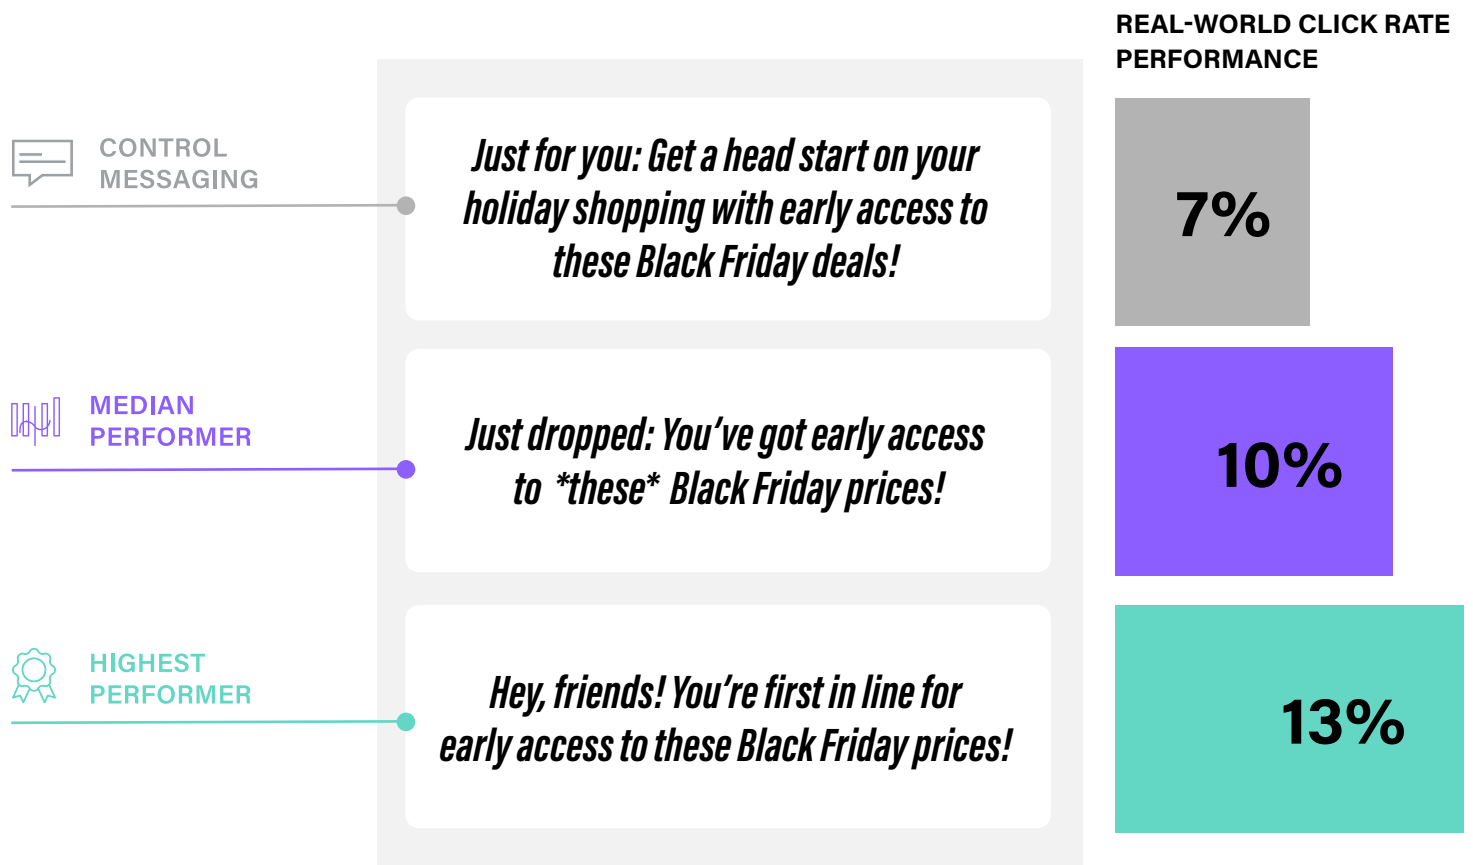 REAL-WORLD CLICK RATE
PERFORMANCE
CONTROL
MESSAGING
Just for you: Get a head start on your
holiday shopping with early access to
these Black Friday deals!
7%
MEDIAN
PERFORMER
Just dropped: You've got early access
to *these* Black Friday prices!
10%
HIGHEST
PERFORMER
Hey, friends! You're first in line for
early access to these Black Friday prices!
13%